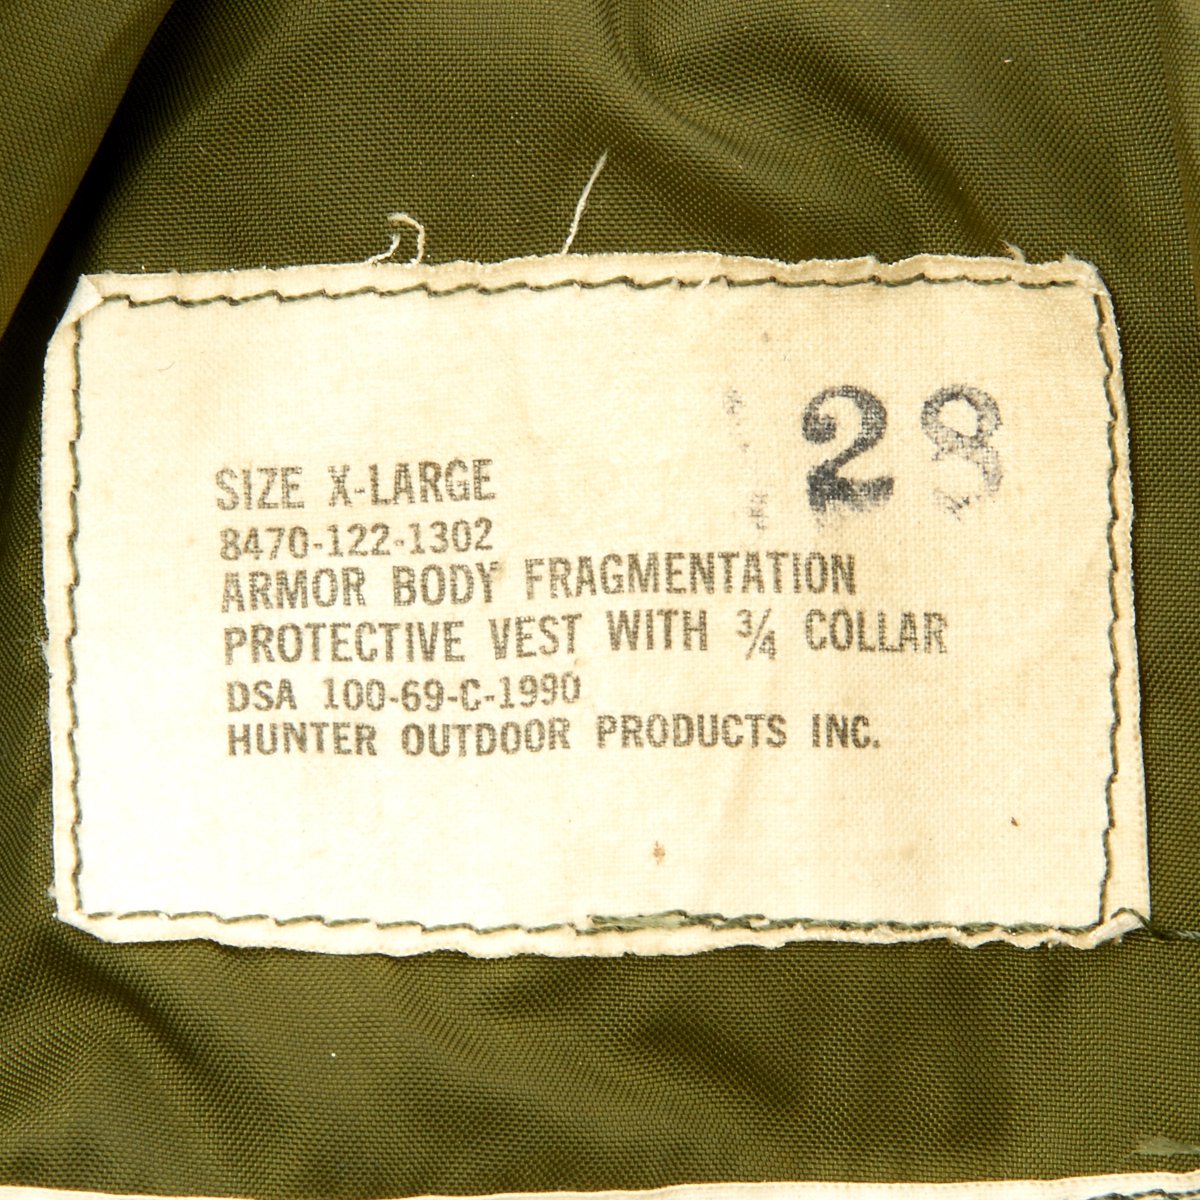 28
SIZE X-LARGE
8470-122-1302
ARMOR BODY FRAGMENTATION
PROTECTIVE VEST WITH ¾ COLLAR
DSA 100-69-C-1990
HUNTER OUTDOOR PRODUCTS INC.